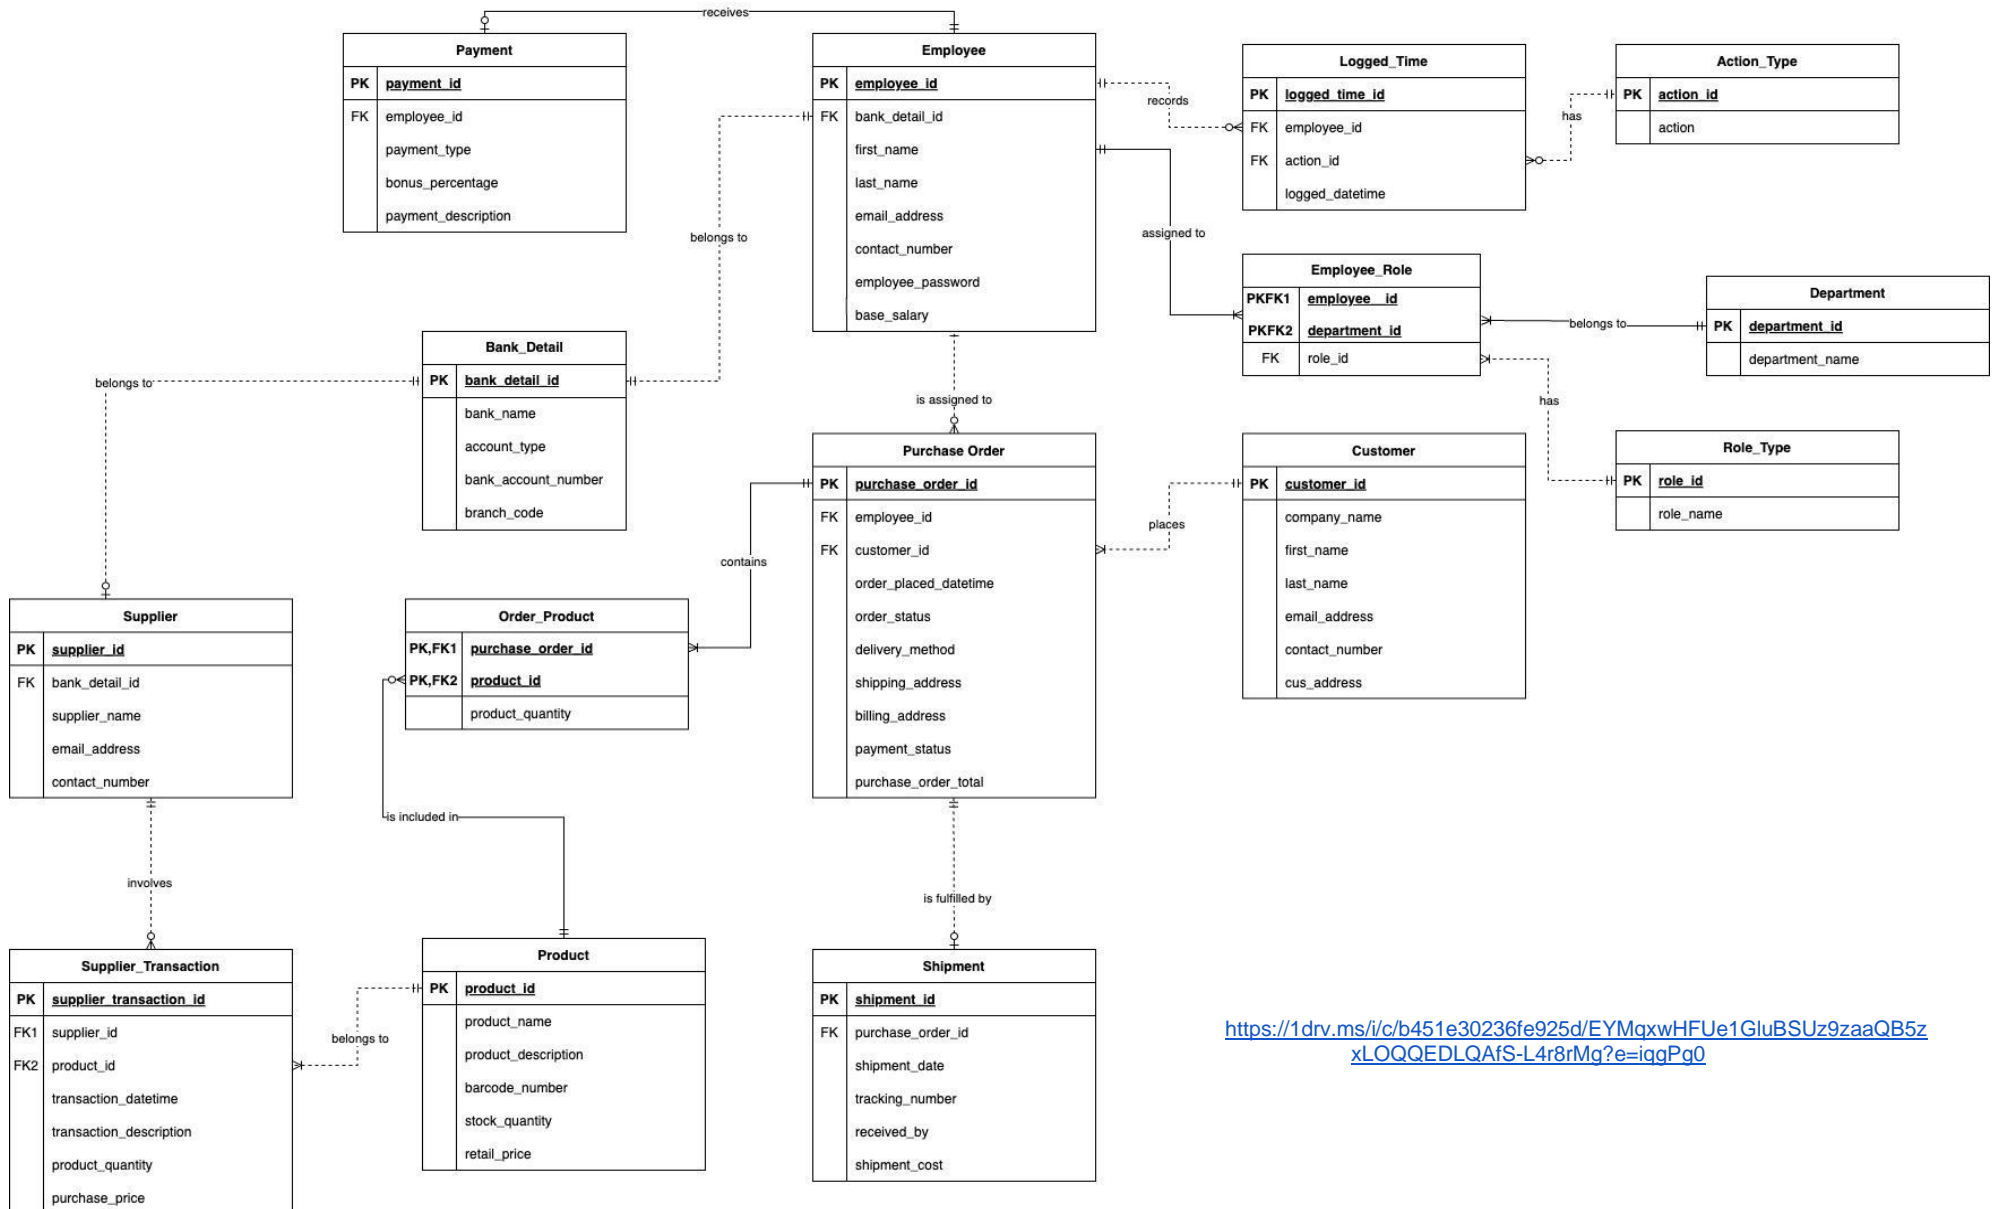 receives
Payment
PK payment_id
FK employee_id
payment_type
bonus_percentage
payment_description
Employee
PK employee_id
FK bank_detail_id
first_name
last_name
email_address
contact_number
employee_password
base_salary
records
Logged_Time
PK logged_time_id
FK employee_id
FK action_id
logged_datetime
has
Action_Type
PK action_id
action
belongs to
assigned to
Employee_Role
PKFK1 employee__id
PKFK2 department_id
FK role_id
belongs to
Department
PK department_id
department_name
has
Role_Type
PK role_id
role_name
belongs to
Bank_Detail
PK bank_detail_id
bank_name
account_type
bank_account_number
branch_code
is assigned to
Purchase Order
PK purchase_order_id
FK employee_id
FK customer_id
order_placed_datetime
order_status
delivery_method
shipping_address
billing_address
payment_status
purchase_order_total
places
Customer
PK customer_id
company_name
first_name
last_name
email_address
contact_number
cus_address
contains
Supplier
PK supplier_id
FK bank_detail_id
supplier_name
email_address
contact_number
Order_Product
PK,FK1 purchase_order_id
PK,FK2 product_id
product_quantity
is included in
involves
is fulfilled by
Supplier_Transaction
PK supplier_transaction_id
FK1 supplier_id
FK2 product_id
transaction_datetime
transaction_description
product_quantity
purchase_price
belongs to
Product
PK product_id
product_name
product_description
barcode_number
stock_quantity
retail_price
Shipment
PK shipment_id
FK purchase_order_id
shipment_date
tracking_number
received_by
shipment_cost
https://1drv.ms/i/c/b451e30236fe925d/EYMqxwHFUe1GluBSUz9zaaQB5z
xLOQQEDLQAfS-L4r8rMg?e=iqgPg0